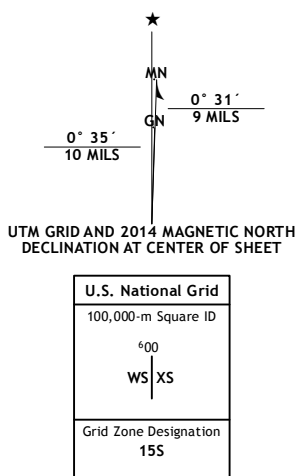 ★
MN
0° 31´
9 MILS
GN
0° 35´
10 MILS
UTM GRID AND 2014 MAGNETIC NORTH
DECLINATION AT CENTER OF SHEET
U.S. National Grid
100,000-m Square ID
⁶00
WS XS
Grid Zone Designation
15S